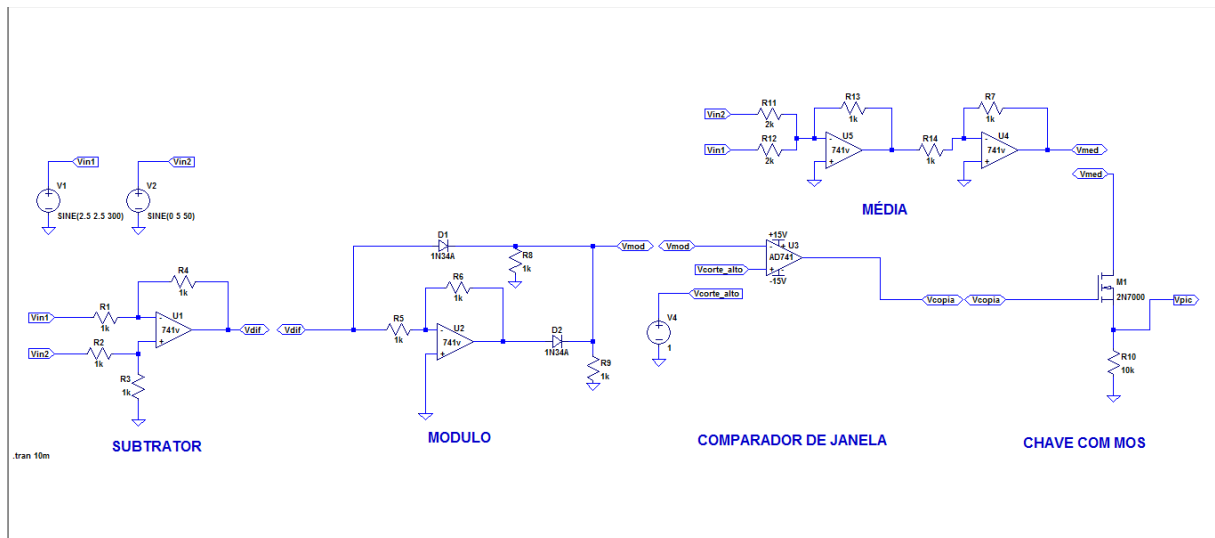 Vin1
Vin2
V1
SINE(2.5 2.5 300)
V2
SINE(0 5 50)
R4
1k
Vin1
R1
1k
Vin2
R2
1k
R3
1k
U1
741v
-
+
Vdif
SUBTRATOR
.tran 10m
Vdif
D1
1N34A
R5
1k
R6
1k
U2
741v
-
+
D2
1N34A
R8
1k
R9
1k
Vmod
MODULO
Vmod
Vcorte_alto
+15V
U3
AD741
-
+
-15V
Vcorte_alto
V4
1
Vcopia
COMPARADOR DE JANELA
Vin2
R11
2k
Vin1
R12
2k
R13
1k
U5
741v
-
+
R14
1k
R7
1k
U4
741v
-
+
Vmed
MÉDIA
Vmed
Vcopia
M1
2N7000
Vpic
R10
10k
CHAVE COM MOS